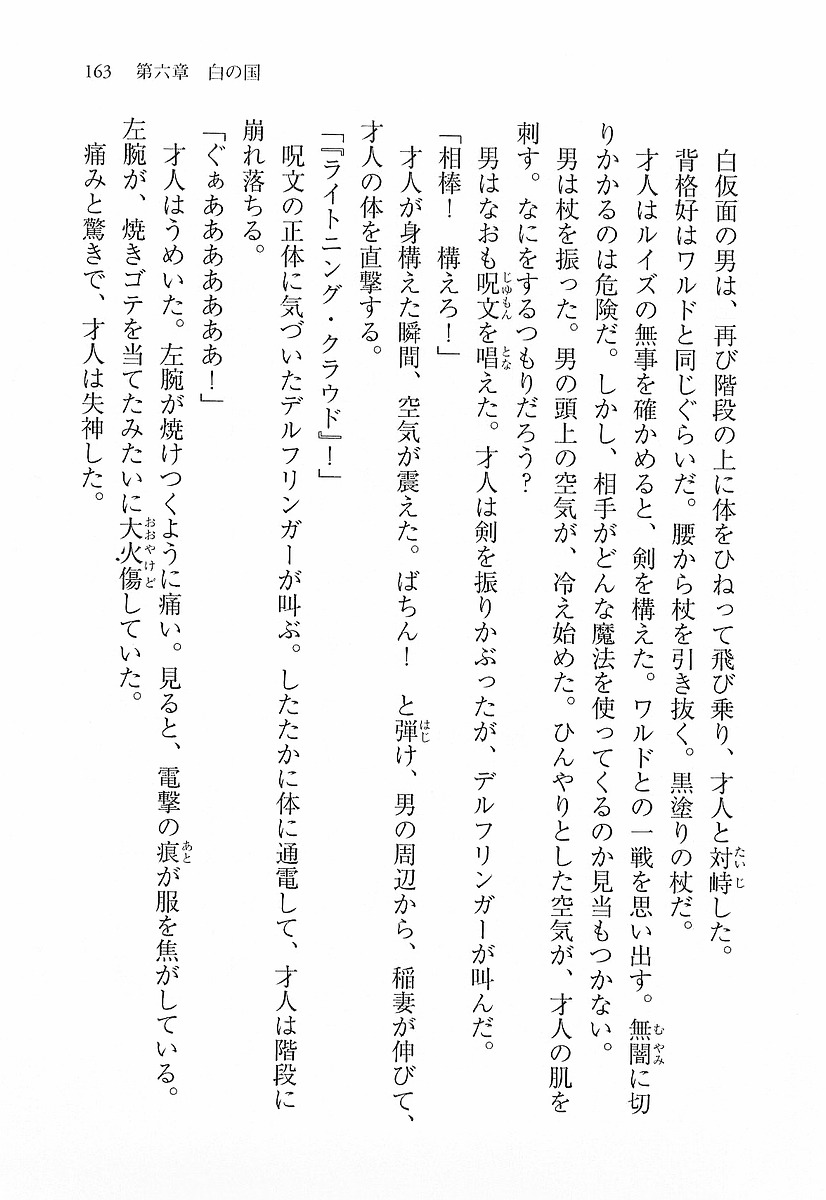 163　第六章　白の国
　白仮面の男は、再び階段の上に体をひねって飛び乗り、才人と対峙した。
　背格好はワルドと同じぐらいだ。腰から杖を引き抜く。黒塗りの杖だ。
　才人はルイズの無事を確かめると、剣を構えた。ワルドとの一戦を思い出す。無闇に切
りかかるのは危険だ。しかし、相手がどんな魔法を使ってくるのか見当もつかない。
　男は杖を振った。男の頭上の空気が、冷え始めた。ひんやりとした空気が、才人の肌を
刺す。なにをするつもりだろう？
　男はなおも呪文を唱えた。才人は剣を振りかぶったが、デルフリンガーが叫んだ。
「相棒！　構えろ！」
　才人が身構えた瞬間、空気が震えた。ばちん！　と弾け、男の周辺から、稲妻が伸びて、
才人の体を直撃する。
「『ライトニング・クラウド』！」
　呪文の正体に気づいたデルフリンガーが叫ぶ。したたかに体に通電して、才人は階段に
崩れ落ちる。
「ぐぁああああああああ！」
　才人はうめいた。左腕が焼けつくように痛い。見ると、電撃の痕が服を焦がしている。
左腕が、焼きゴテを当てたみたいに大火傷していた。
　痛みと驚きで、才人は失神した。